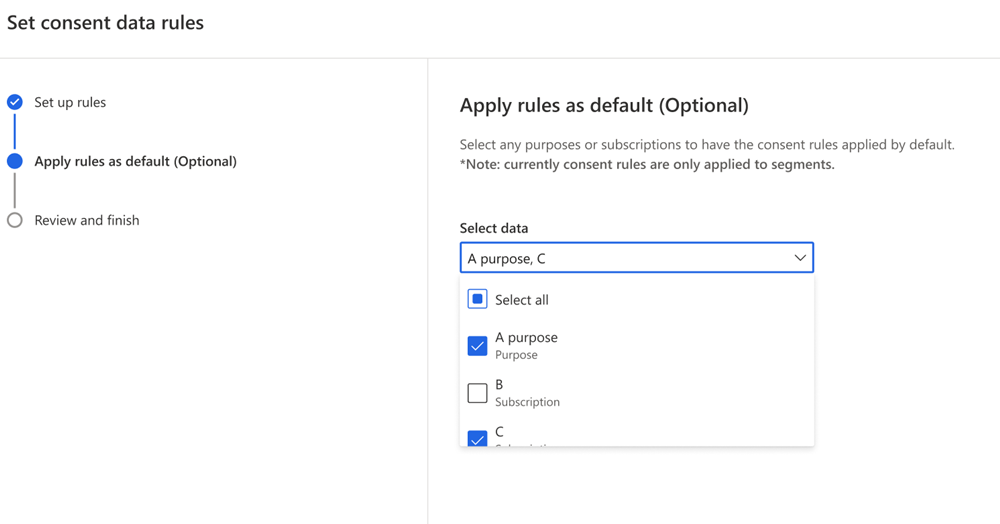 Set consent data rules
Set up rules
Apply rules as default (Optional)
Review and finish
Apply rules as default (Optional)
Select any purposes or subscriptions to have the consent rules applied by default.
*Note: currently consent rules are only applied to segments.
Select data
A purpose, C
Select all
A purpose
Purpose
B
Subscription
C